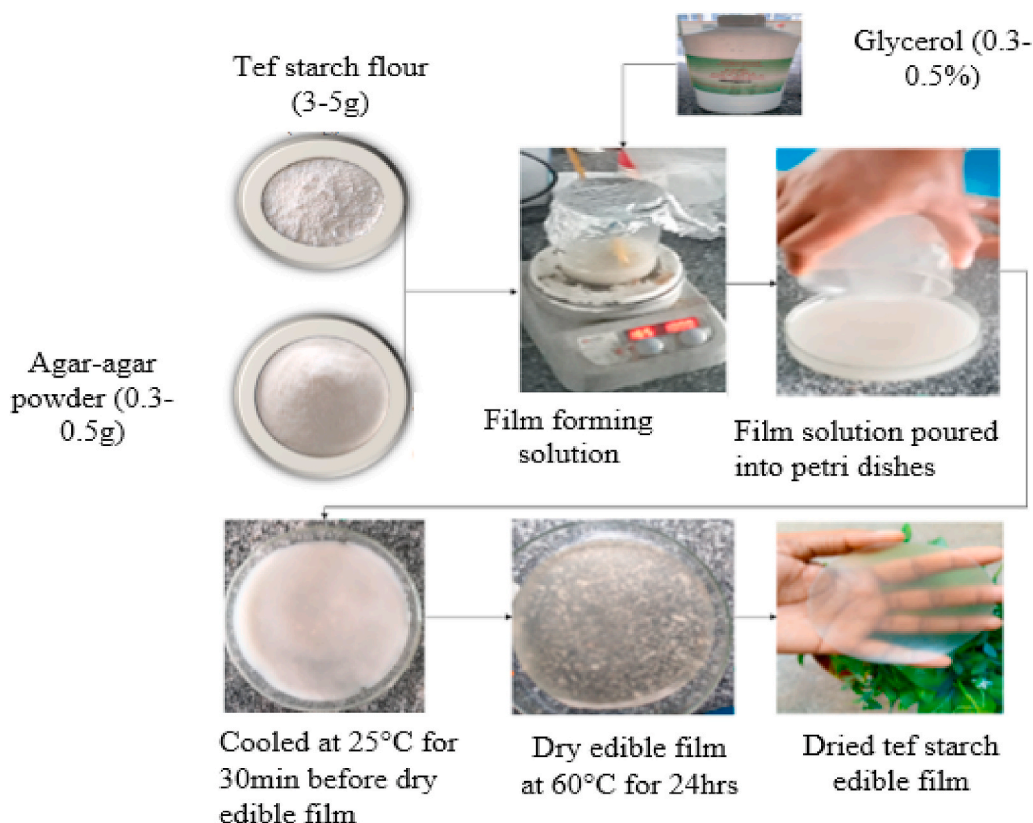 Tef starch flour
(3-5g)
Glycerol (0.3-
0.5%)
Agar-agar
powder (0.3-
0.5g)
Film forming
solution
Film solution poured
into petri dishes
Cooled at 25°C for
30min before dry
edible film
Dry edible film
at 60°C for 24hrs
Dried tef starch
edible film